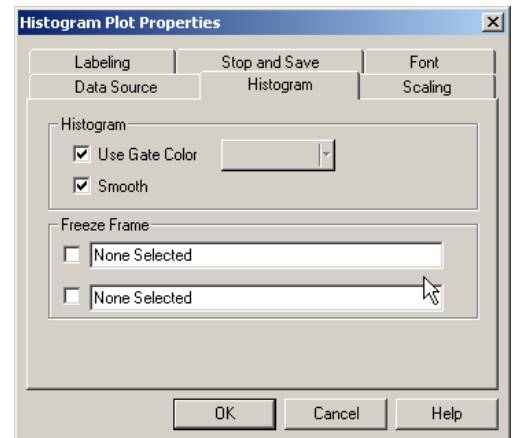 Histogram Plot Properties
Labeling
Stop and Save
Font
Data Source
Histogram
Scaling
Histogram
Use Gate Color
Smooth
Freeze Frame
None Selected
None Selected
OK
Cancel
Help